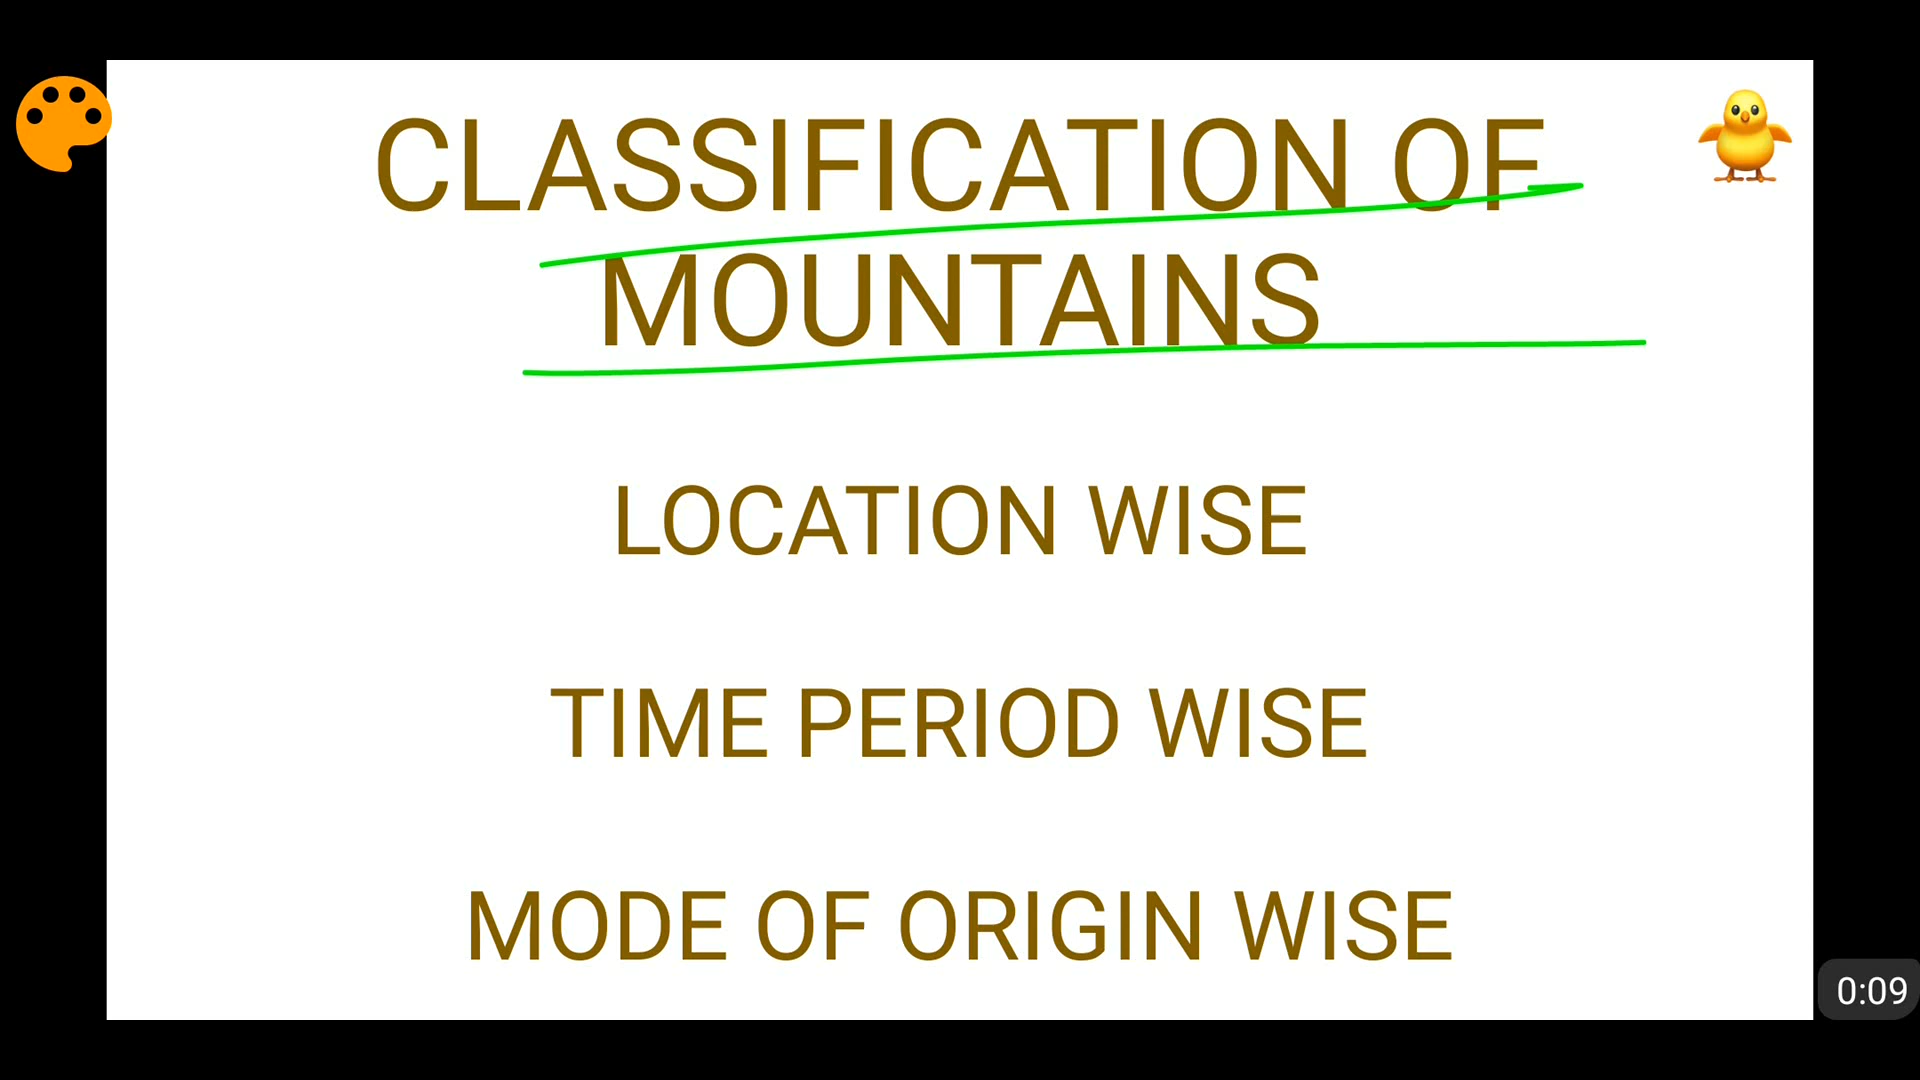 CLASSIFICATION OF
MOUNTAINS
LOCATION WISE
TIME PERIOD WISE
MODE OF ORIGIN WISE
0:09